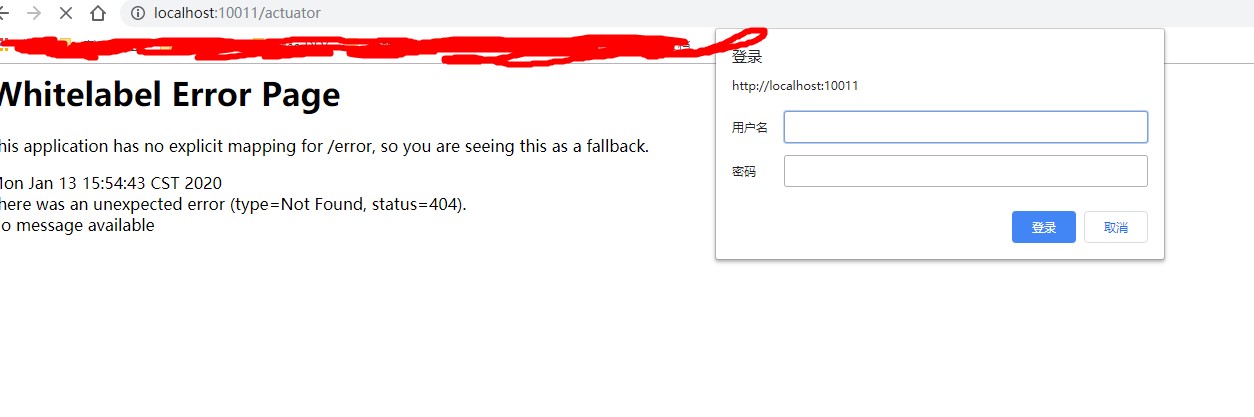 localhost:10011/actuator
Whitelabel Error Page
his application has no explicit mapping for /error, so you are seeing this as a fallback.
Mon Jan 13 15:54:43 CST 2020
here was an unexpected error (type=Not Found, status=404).
o message available
登录
http://localhost:10011
用户名
密码
登录
取消